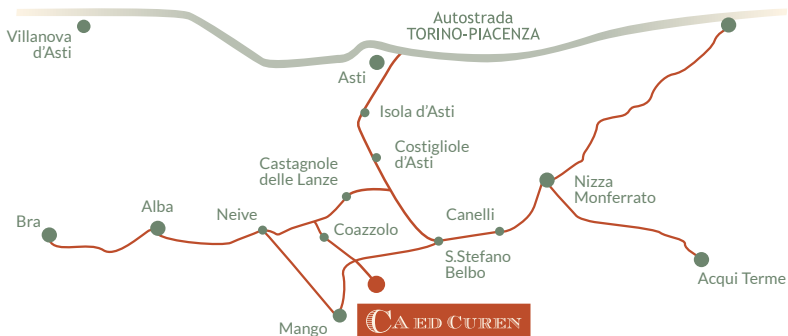 Autostrada
TORINO-PIACENZA
Villanova
d'Asti
Asti
Isola d'Asti
Costigliole
d'Asti
Castagnole
delle Lanze
Nizza
Monferrato
Bra
Alba
Neive
Coazzolo
Canelli
S.Stefano
Belbo
Acqui Terme
Mango
CA ED CUREN